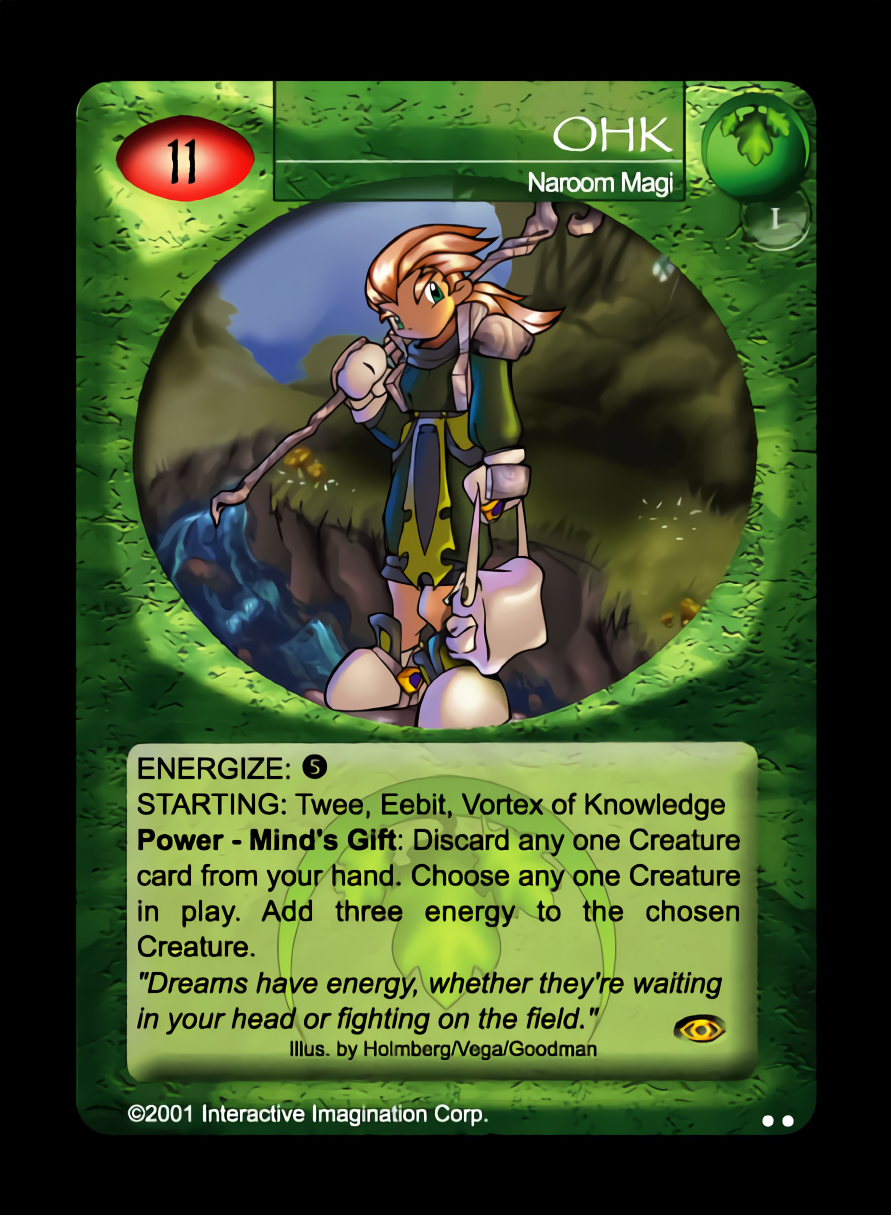 11
OHK
Naroom Magi
I
ENERGIZE: ❺
STARTING: Twee, Eebit, Vortex of Knowledge
Power - Mind's Gift: Discard any one Creature
card from your hand. Choose any one Creature
in play. Add three energy to the chosen
Creature.
"Dreams have energy, whether they're waiting
in your head or fighting on the field."
Illus. by Holmberg/Vega/Goodman
©2001 Interactive Imagination Corp.